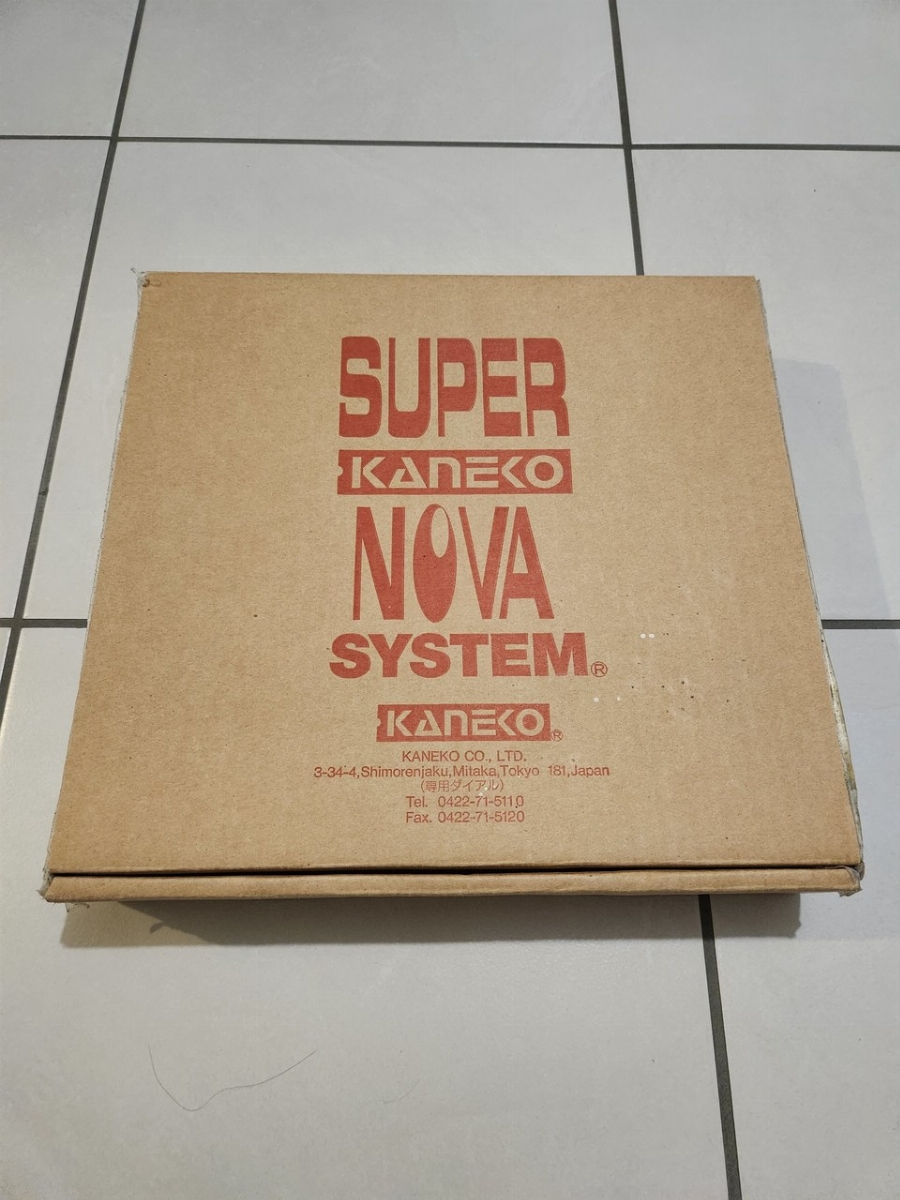 SUPER
KANEKO
NOVA
SYSTEM®
KANEKO®
KANEKO CO., LTD.
3-34-4,Shimorenjaku,Mitaka,Tokyo 181,Japan
(専用ダイアル)
Tel. 0422-71-5110
Fax. 0422-71-5120